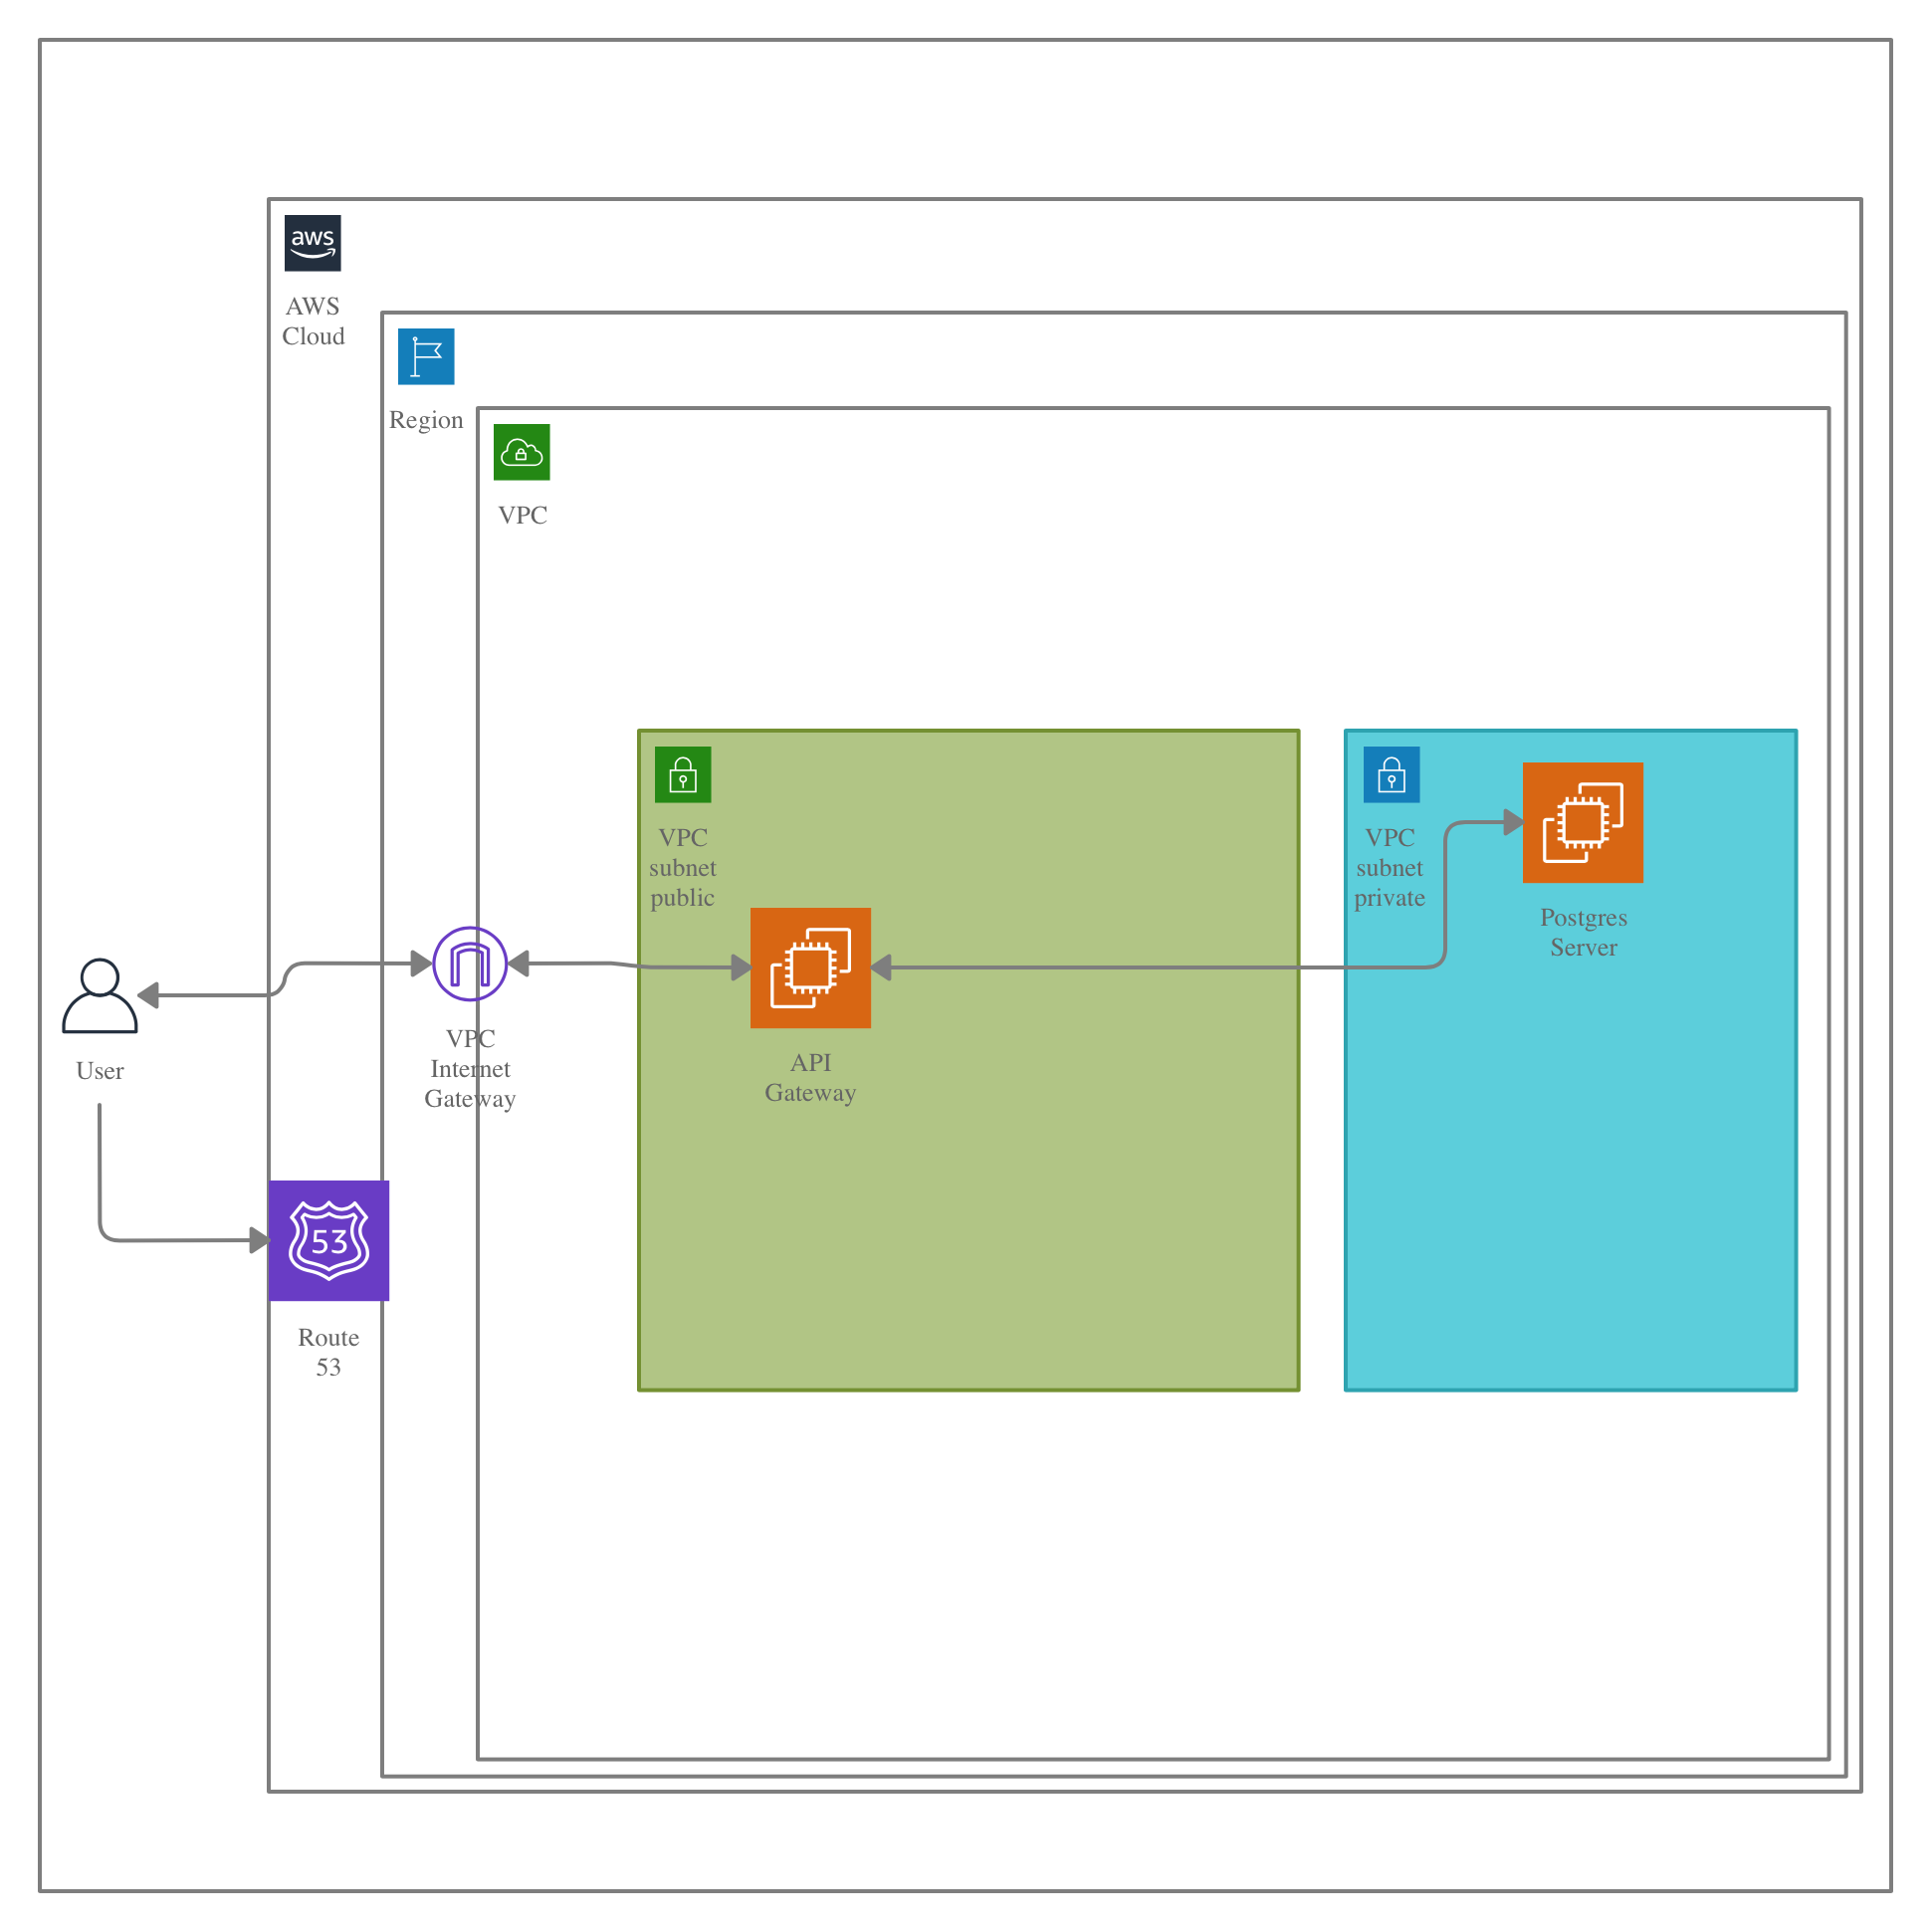 aws
AWS
Cloud
Region
VPC
VPC
subnet
public
VPC
subnet
private
Postgres
Server
User
VPC
Internet
Gateway
API
Gateway
53
Route
53